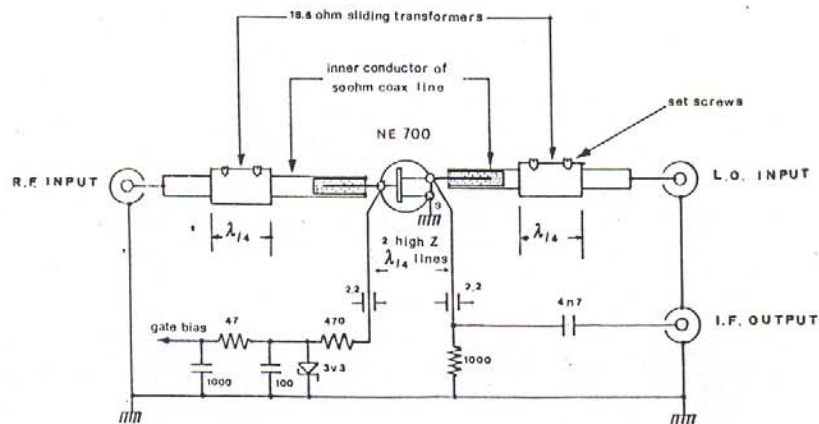 18.5 ohm sliding transformers
inner conductor of
50ohm coax line
set screws
NE 700
R.F. INPUT
L.O. INPUT
S
λ/4
λ/4
2 high Z
λ/4 lines
2,2
2,2
4n7
I.F. OUTPUT
gate bias
47
470
1000
100
3v3
1000